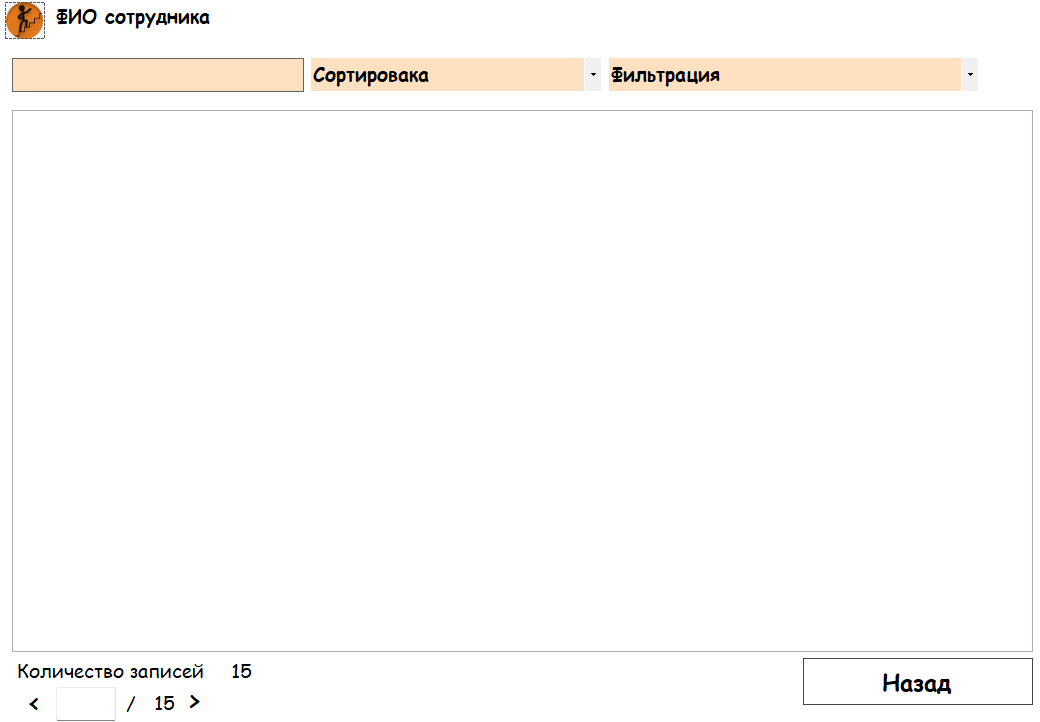 ФИО сотрудника
Сортировака Фильтрация
Количество записей 15
< / 15 >
Назад